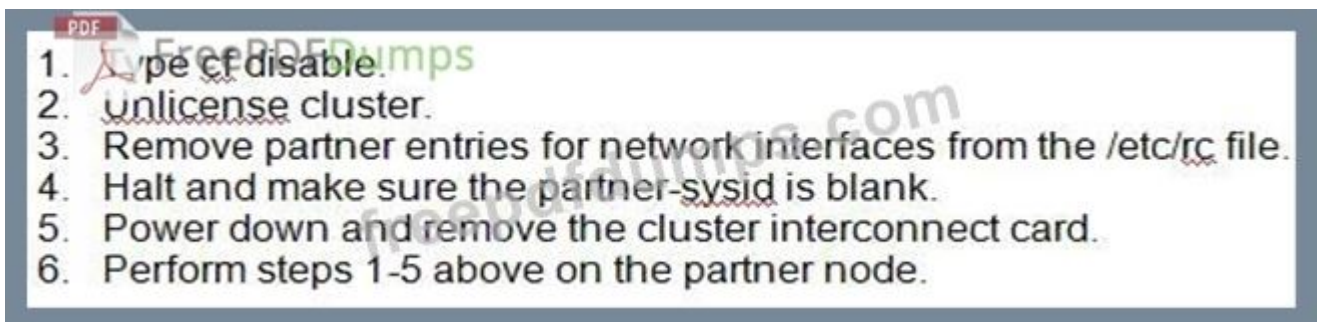 PDF
FreePDFDumps
1. Type cf disable.
2. Unlicense cluster.
3. Remove partner entries for network interfaces from the /etc/rc file.
4. Halt and make sure the partner-sysid is blank.
5. Power down and remove the cluster interconnect card.
6. Perform steps 1-5 above on the partner node.
freepdfdumps.com